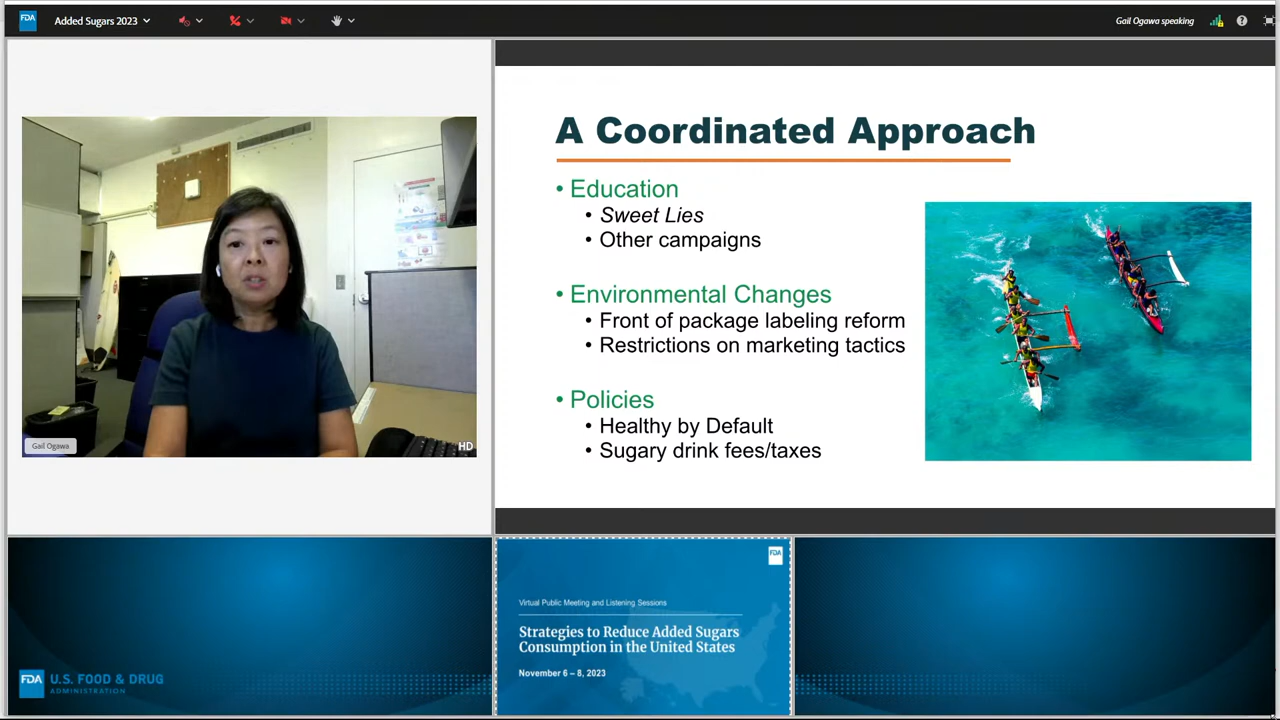 FDA
Added Sugars 2023
Gail Ogawa speaking
Gail Ogawa
HD
A Coordinated Approach
• Education
• Sweet Lies
• Other campaigns
• Environmental Changes
• Front of package labeling reform
• Restrictions on marketing tactics
• Policies
• Healthy by Default
• Sugary drink fees/taxes
FDA
Virtual Public Meeting and Listening Sessions
Strategies to Reduce Added Sugars
Consumption in the United States
November 6 – 8, 2023
FDA U.S. FOOD & DRUG
ADMINISTRATION